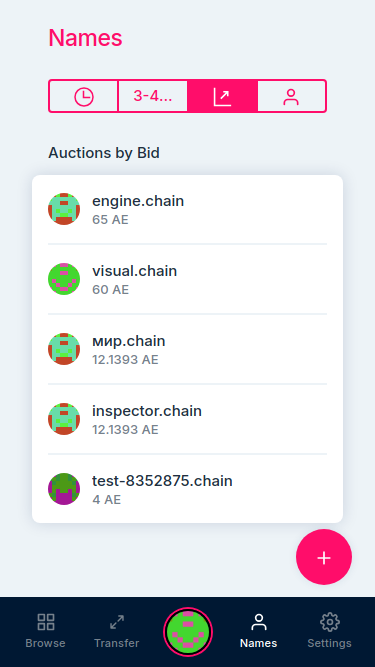 Names
3-4...
Auctions by Bid
engine.chain
65 AE
visual.chain
60 AE
мир.chain
12.1393 AE
inspector.chain
12.1393 AE
test-8352875.chain
4 AE
Browse
Transfer
Names
Settings